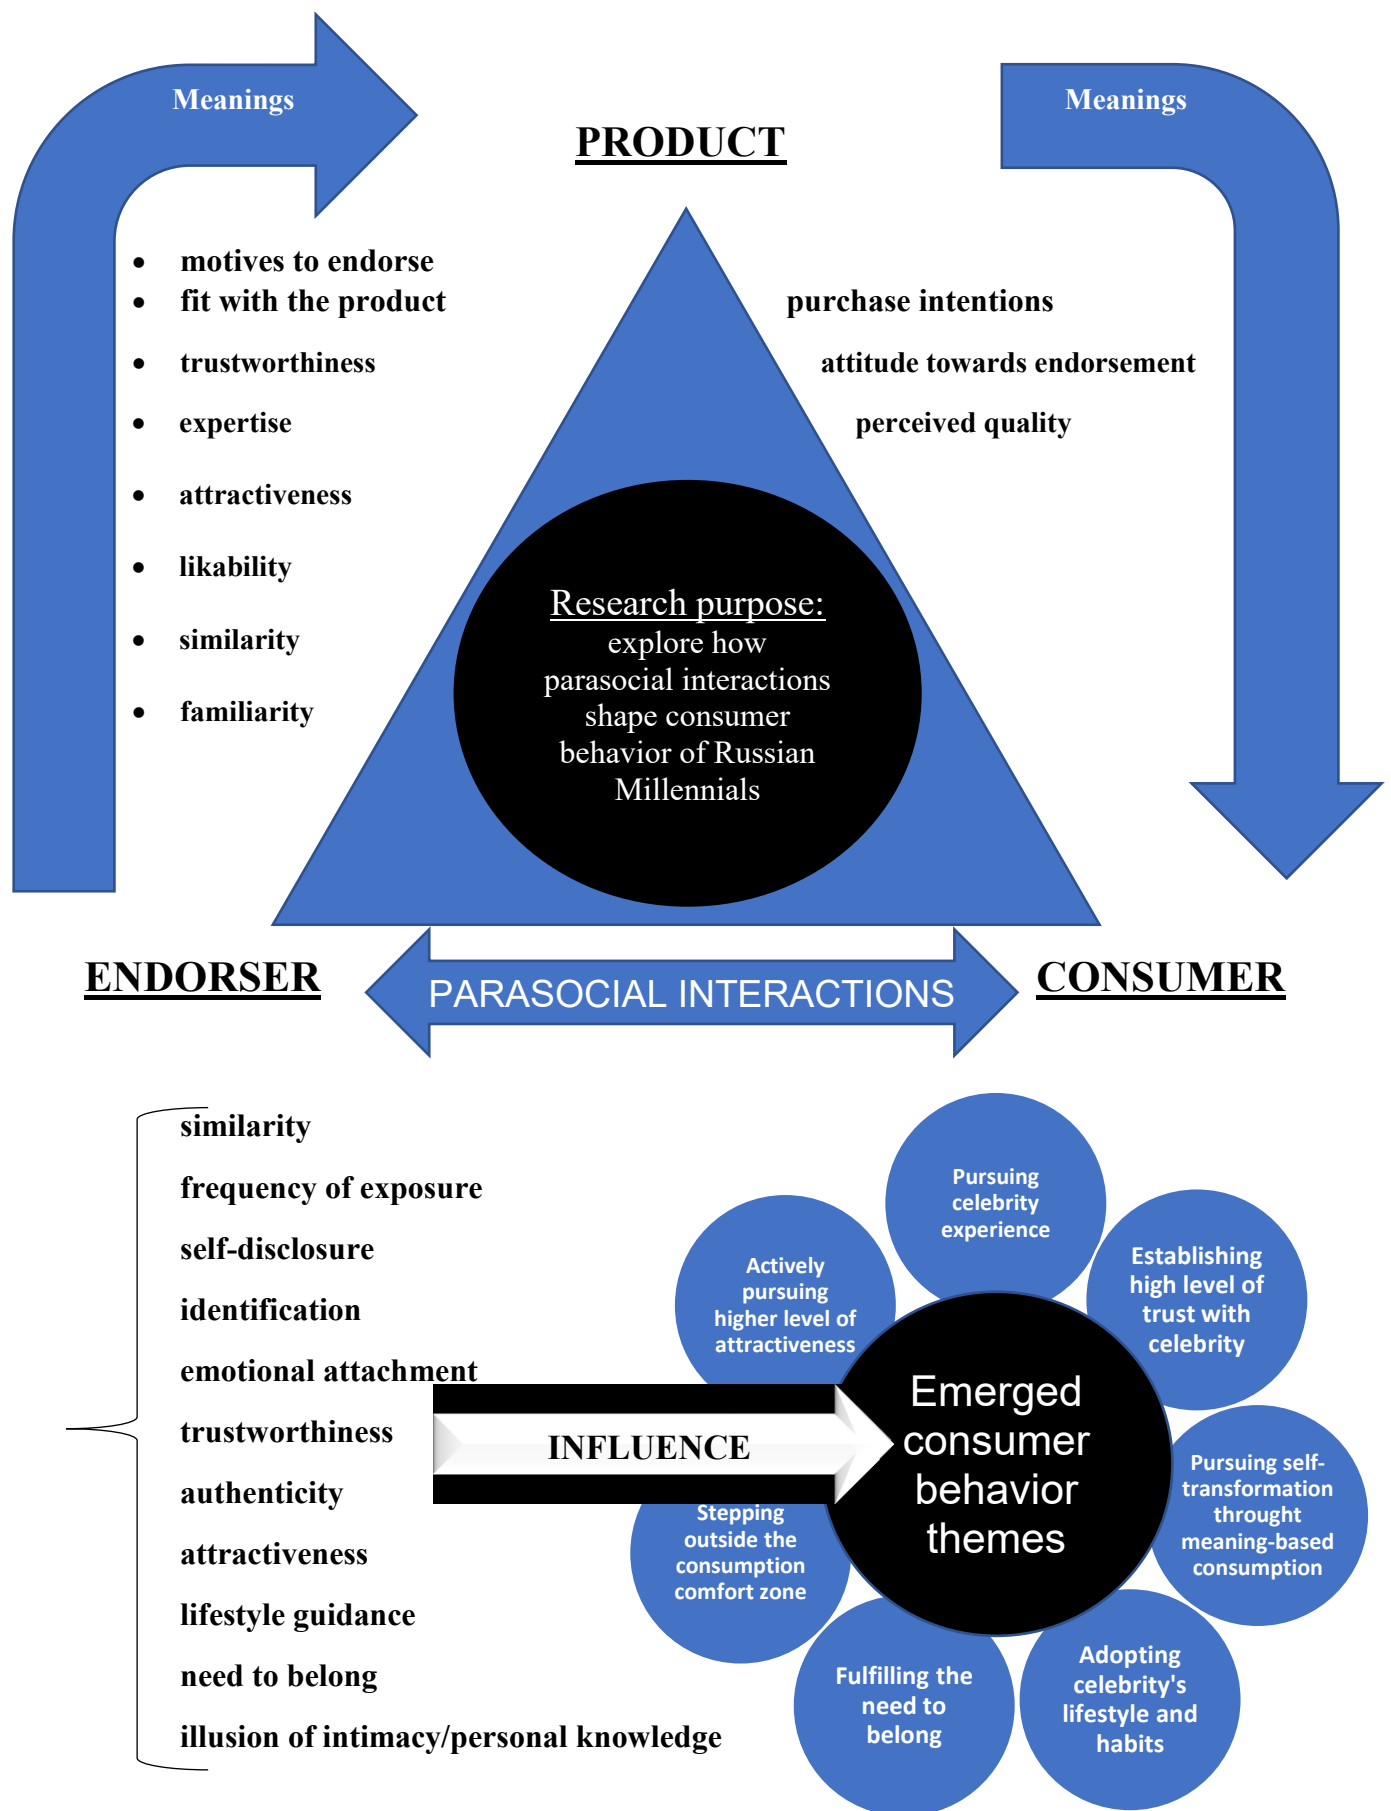 Meanings
Meanings
PRODUCT
• motives to endorse
• fit with the product
• trustworthiness
• expertise
• attractiveness
• likability
• similarity
• familiarity
purchase intentions
attitude towards endorsement
perceived quality
Research purpose:
explore how
parasocial interactions
shape consumer
behavior of Russian
Millennials
ENDORSER
PARASOCIAL INTERACTIONS
CONSUMER
similarity
frequency of exposure
self-disclosure
identification
emotional attachment
trustworthiness
authenticity
attractiveness
lifestyle guidance
need to belong
illusion of intimacy/personal knowledge
INFLUENCE
Emerged
consumer
behavior
themes
Pursuing
celebrity
experience
Establishing
high level of
trust with
celebrity
Pursuing self-
transformation
throught
meaning-based
consumption
Adopting
celebrity's
lifestyle and
habits
Fulfilling the
need to
belong
Stepping
outside the
consumption
comfort zone
Actively
pursuing
higher level of
attractiveness